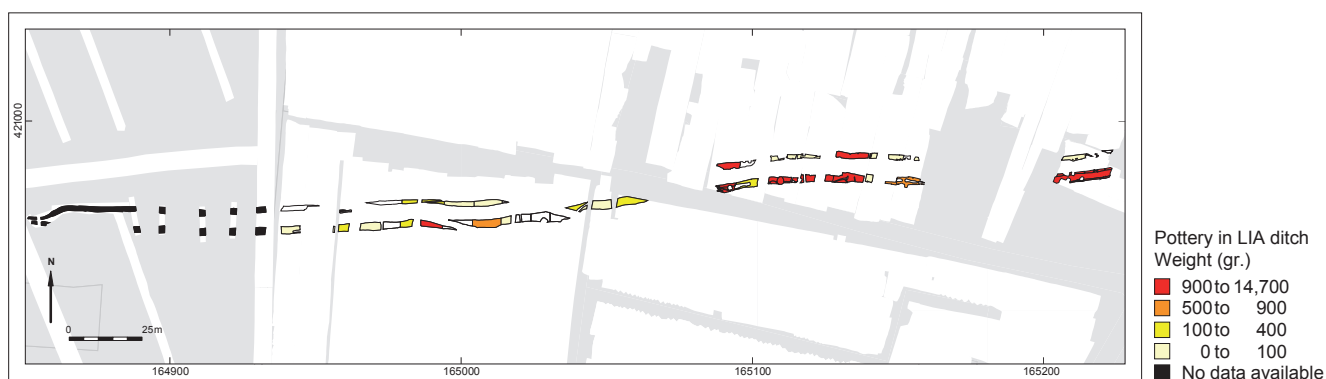 421000
N
0 25m
164900 165000 165100 165200
Pottery in LIA ditch
Weight (gr.)
900 to 14,700
500 to 900
100 to 400
0 to 100
No data available